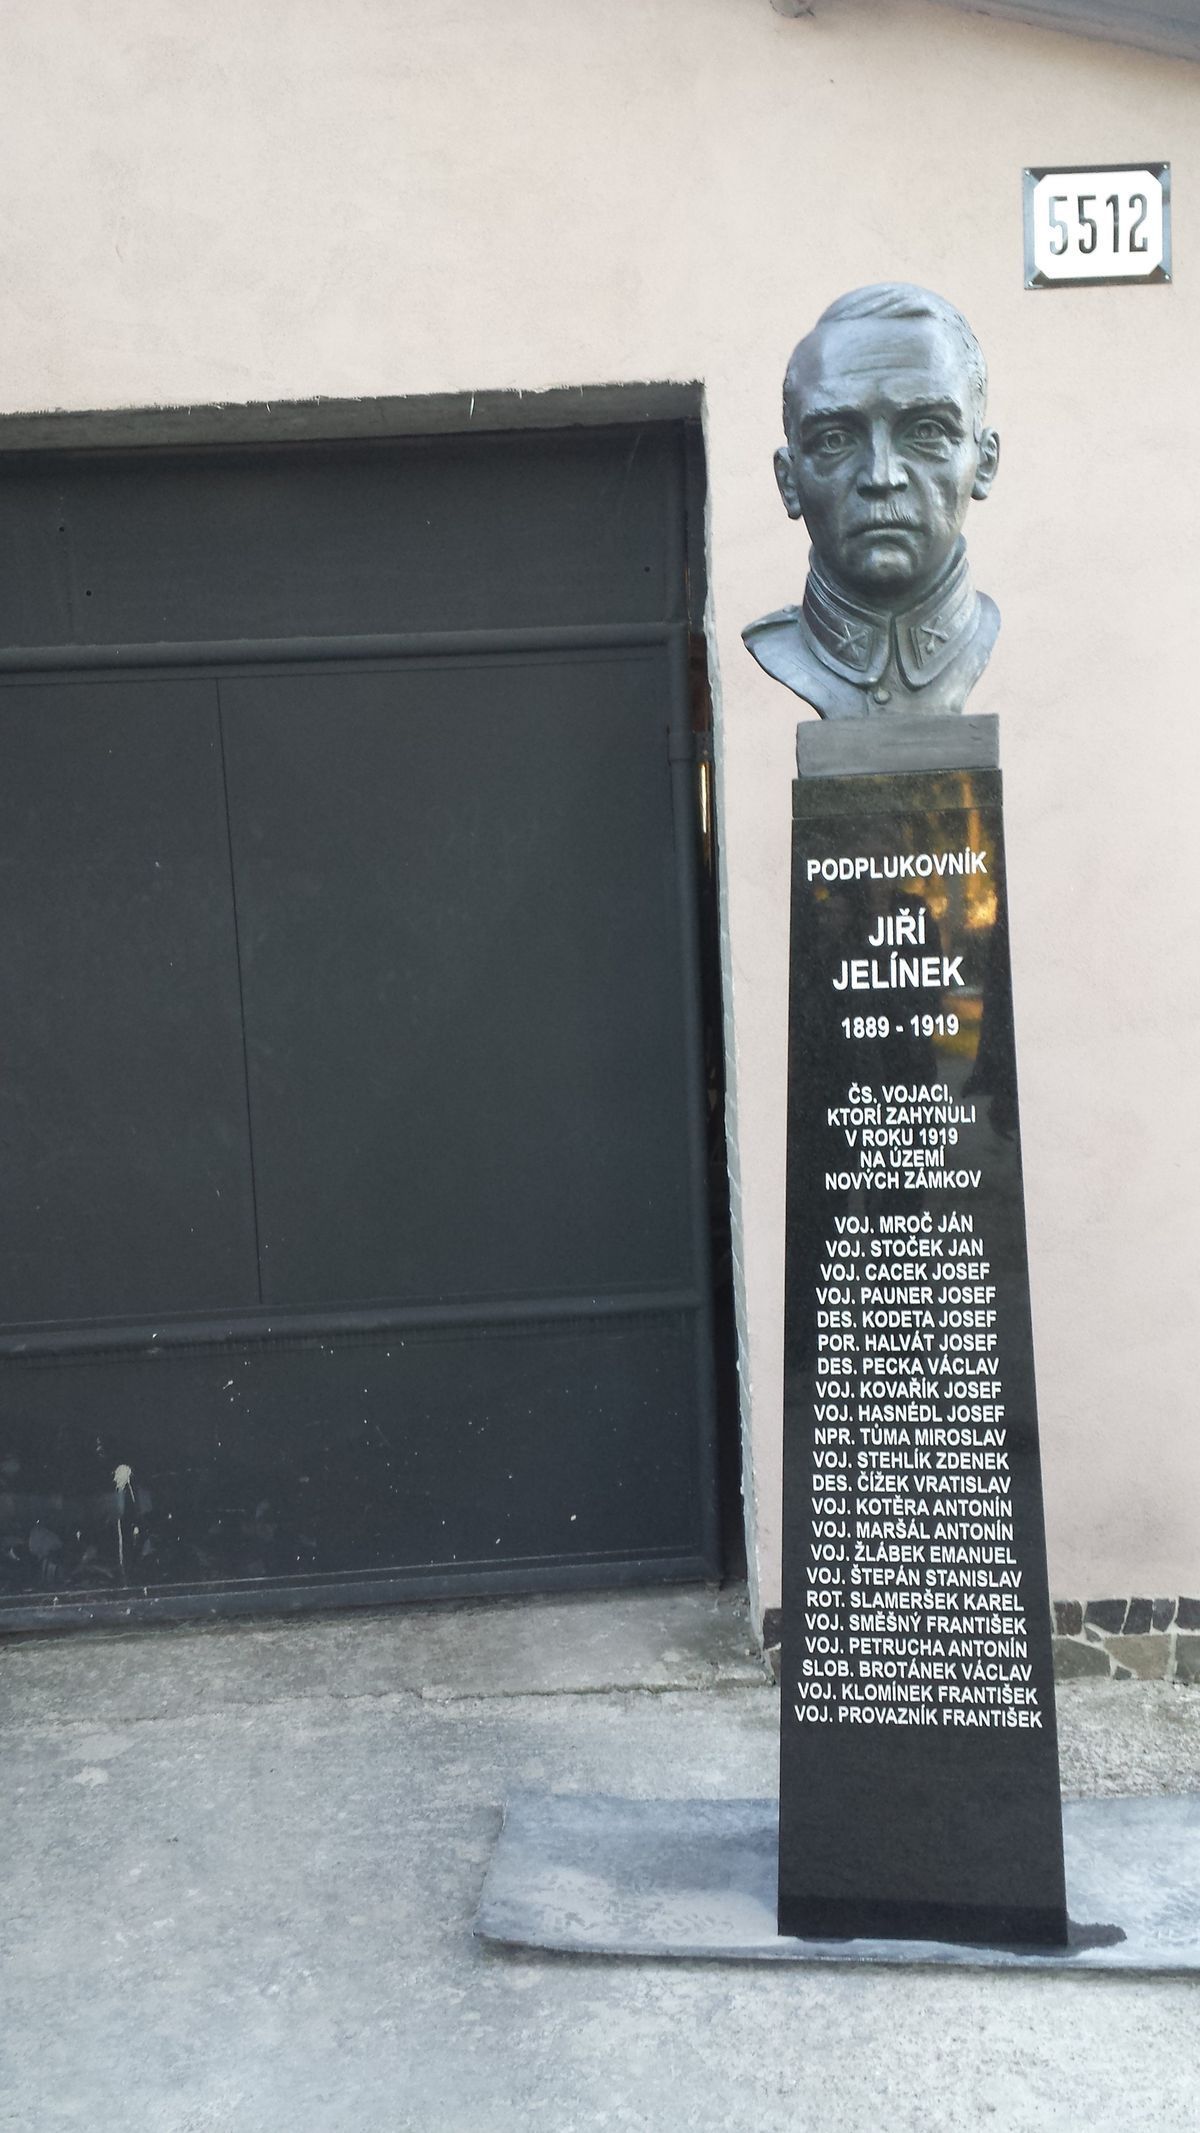 5512
PODPLUKOVNÍK
JIŘÍ
JELÍNEK
1889 - 1919
ČS. VOJACI,
KTORÍ ZAHYNULI
V ROKU 1919
NA ÚZEMÍ
NOVÝCH ZÁMKOV
VOJ. MROČ JÁN
VOJ. STOČEK JAN
VOJ. CACEK JOSEF
VOJ. PAUNER JOSEF
DES. KODETA JOSEF
POR. HALVÁT JOSEF
DES. PECKA VÁCLAV
VOJ. KOVAŘÍK JOSEF
VOJ. HASNÉDL JOSEF
NPR. TŮMA MIROSLAV
VOJ. STEHLÍK ZDENEK
DES. ČÍŽEK VRATISLAV
VOJ. KOTĚRA ANTONÍN
VOJ. MARŠÁL ANTONÍN
VOJ. ŽLÁBEK EMANUEL
VOJ. ŠTEPÁN STANISLAV
ROT. SLAMERŠEK KAREL
VOJ. SMĚŠNÝ FRANTIŠEK
VOJ. PETRUCHA ANTONÍN
SLOB. BROTÁNEK VÁCLAV
VOJ. KLOMÍNEK FRANTIŠEK
VOJ. PROVAZNÍK FRANTIŠEK